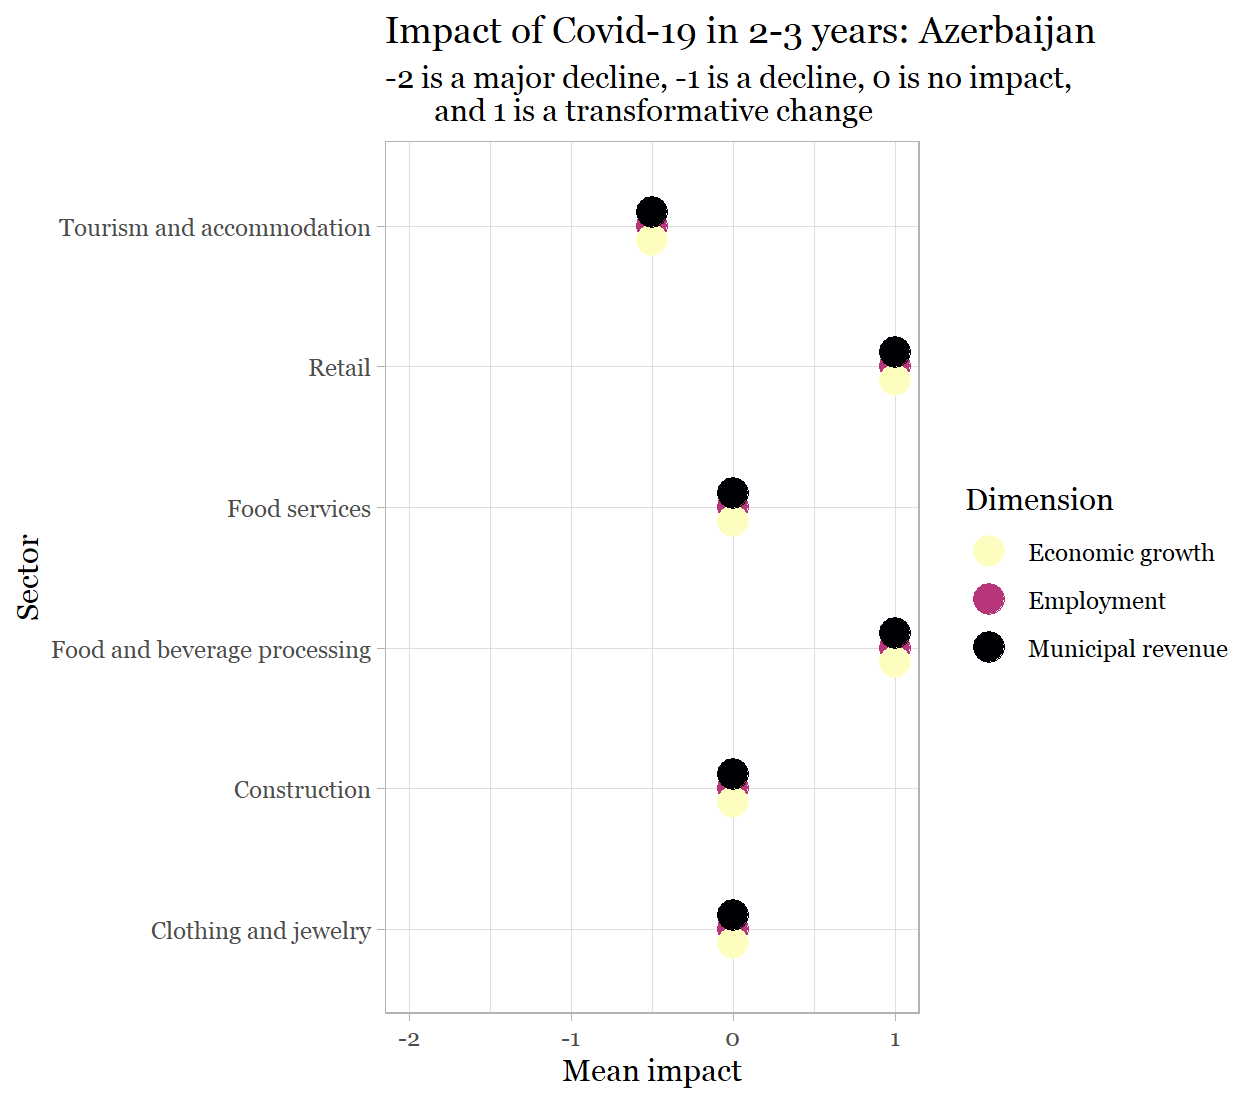 Impact of Covid-19 in 2-3 years: Azerbaijan
-2 is a major decline, -1 is a decline, 0 is no impact,
and 1 is a transformative change
Tourism and accommodation
Retail
Food services
Food and beverage processing
Construction
Clothing and jewelry
Sector
-2 -1 0 1
Mean impact
Dimension
Economic growth
Employment
Municipal revenue